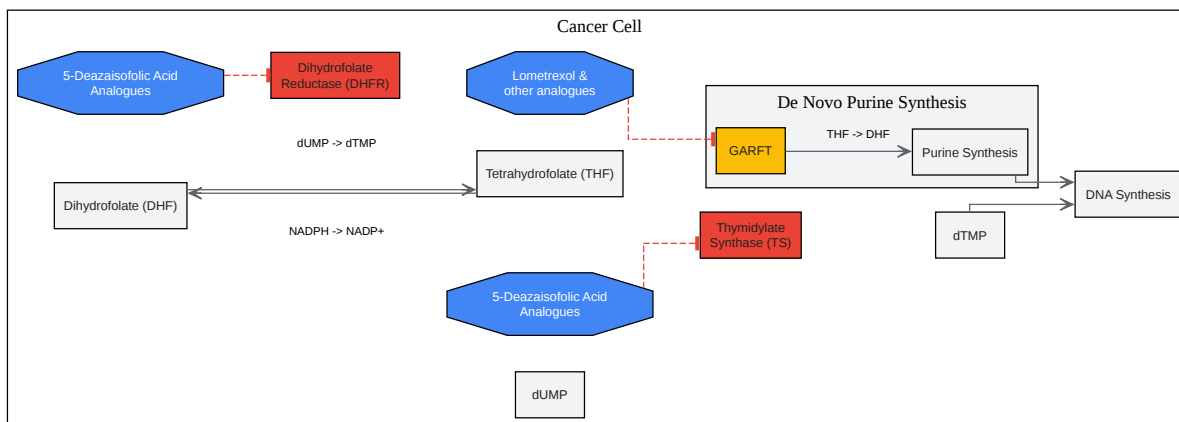 Cancer Cell
5-Deazaisofolic Acid
Analogues
Dihydrofolate
Reductase (DHFR)
Lometrexol &
other analogues
De Novo Purine Synthesis
GARFT
THF -> DHF
Purine Synthesis
dUMP -> dTMP
Tetrahydrofolate (THF)
Dihydrofolate (DHF)
NADPH -> NADP+
DNA Synthesis
Thymidylate
Synthase (TS)
dTMP
5-Deazaisofolic Acid
Analogues
dUMP